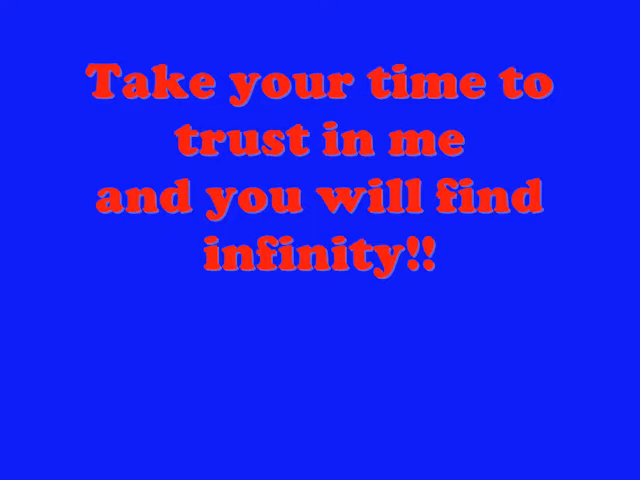 Take your time to
trust in me
and you will find
infinity!!